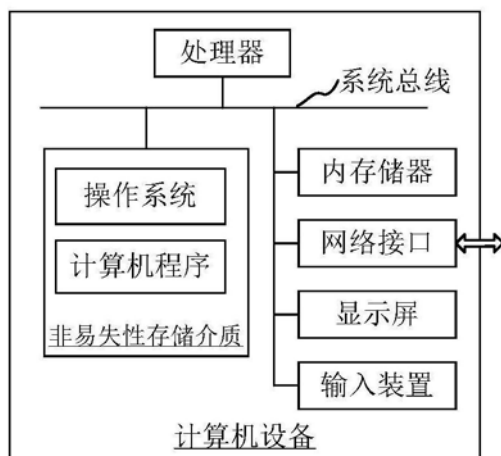 处理器
系统总线
操作系统
计算机程序
非易失性存储介质
内存储器
网络接口
显示屏
输入装置
计算机设备